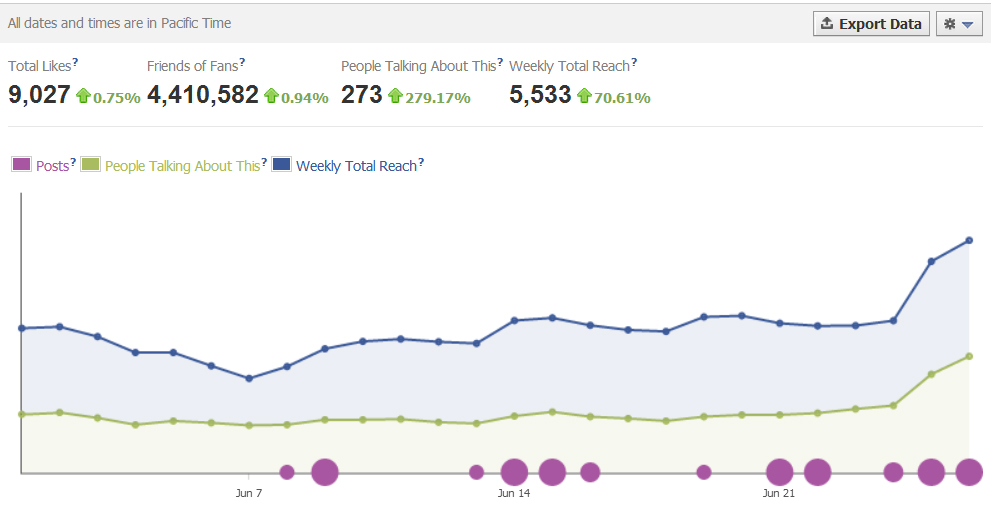 All dates and times are in Pacific Time
Export Data
Total Likes? Friends of Fans? People Talking About This? Weekly Total Reach?
9,027 0.75% 4,410,582 0.94% 273 279.17% 5,533 70.61%
Posts? People Talking About This? Weekly Total Reach?
Jun 7 Jun 14 Jun 21